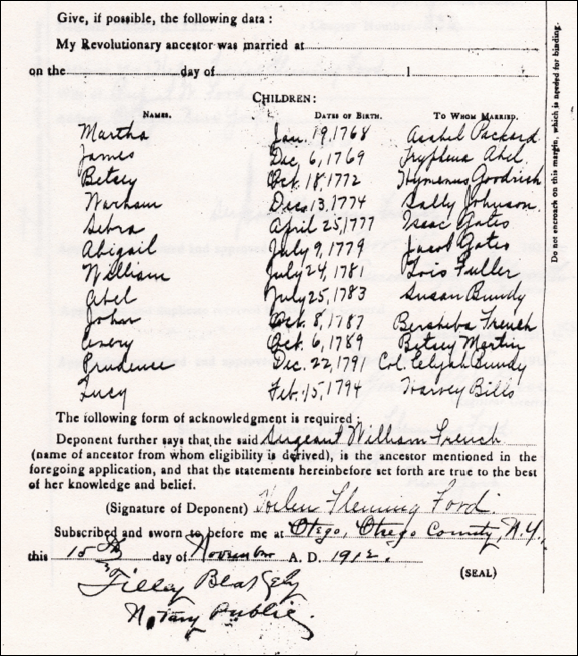 Give, if possible, the following data :
My Revolutionary ancestor was married at
on the day of 1
CHILDREN:
NAMES. DATES OF BIRTH. TO WHOM MARRIED.
Martha Jan. 19, 1768 Asahel Packard
James Dec, 6, 1769 Tryphena Abel
Betsey Oct. 18, 1772 Hymenus Goodrich
Warham Dec. 13, 1774 Sally Johnson
Sebra April 25, 1777 Isac Gates
Abigail July 9, 1779 Jacob Gates
William July 24, 1781 Lois Fuller
Abel July 25, 1783 Susan Bundy
John Oct. 8, 1787 Bersheba French
Avery Oct. 6, 1789 Betsey Martin
Prudence Dec. 22, 1791 Col. Elijah Bundy
Lucy Feb. 15, 1794 Harvey Bills
The following form of acknowledgment is required :
Deponent further says that the said Sergeant William French
(name of ancestor from whom eligibility is derived), is the ancestor mentioned in the
foregoing application, and that the statements hereinbefore set forth are true to the best
of her knowledge and belief.
(Signature of Deponent) Helen Fleming Ford.
Subscribed and sworn to before me at Otego, Otsego County, N.Y.,
this 15th day of November A. D. 1912.
Blakely
(SEAL)
Notary Public.
Do not encroach on this margin, which is needed for binding.